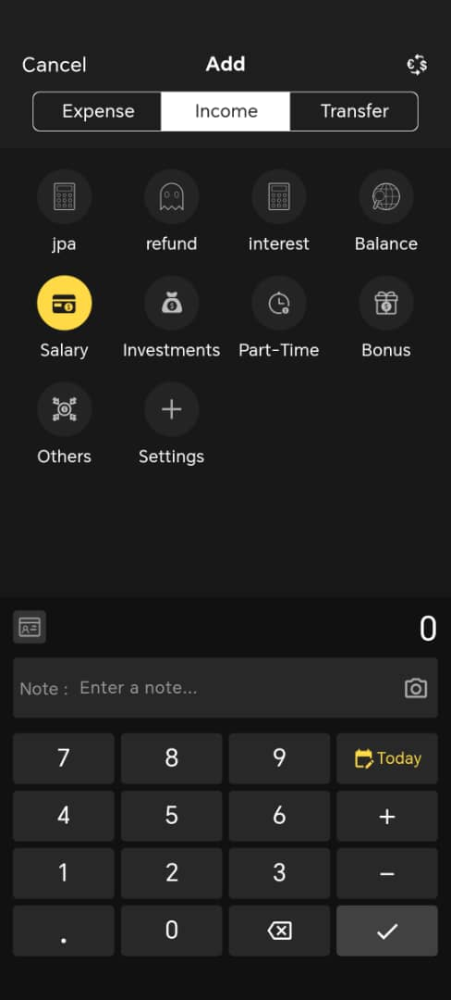 Cancel Add
Expense Income Transfer
jpa refund interest Balance
Salary Investments Part-Time Bonus
Others Settings
0
Note : Enter a note...
7 8 9 Today
4 5 6 +
1 2 3 −
. 0